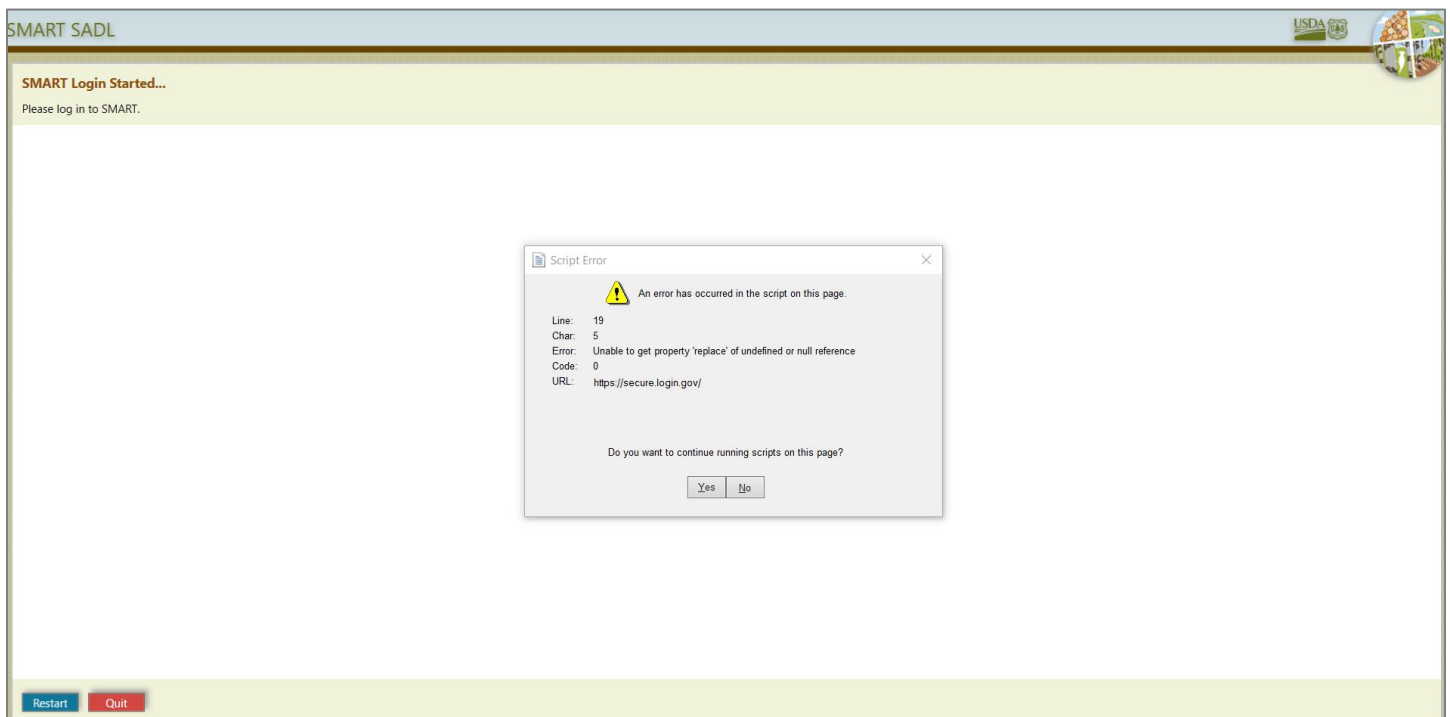 SMART SADL
USDA
SMART Login Started...
Please log in to SMART.
Script Error
An error has occurred in the script on this page.
Line: 19
Char: 5
Error: Unable to get property 'replace' of undefined or null reference
Code: 0
URL: https://secure.login.gov/
Do you want to continue running scripts on this page?
Yes No
Restart Quit